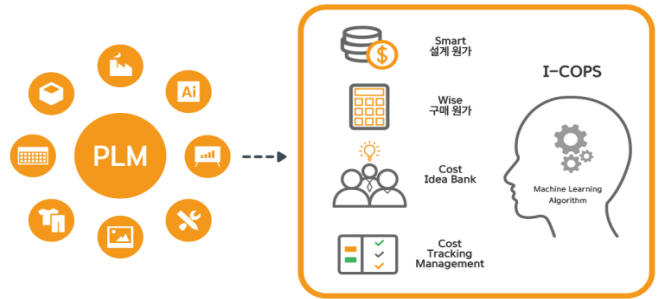 Ai
PLM
Smart
설계 원가
Wise
구매 원가
Cost
Idea Bank
Cost
Tracking
Management
I-COPS
Machine Learning
Algorithm